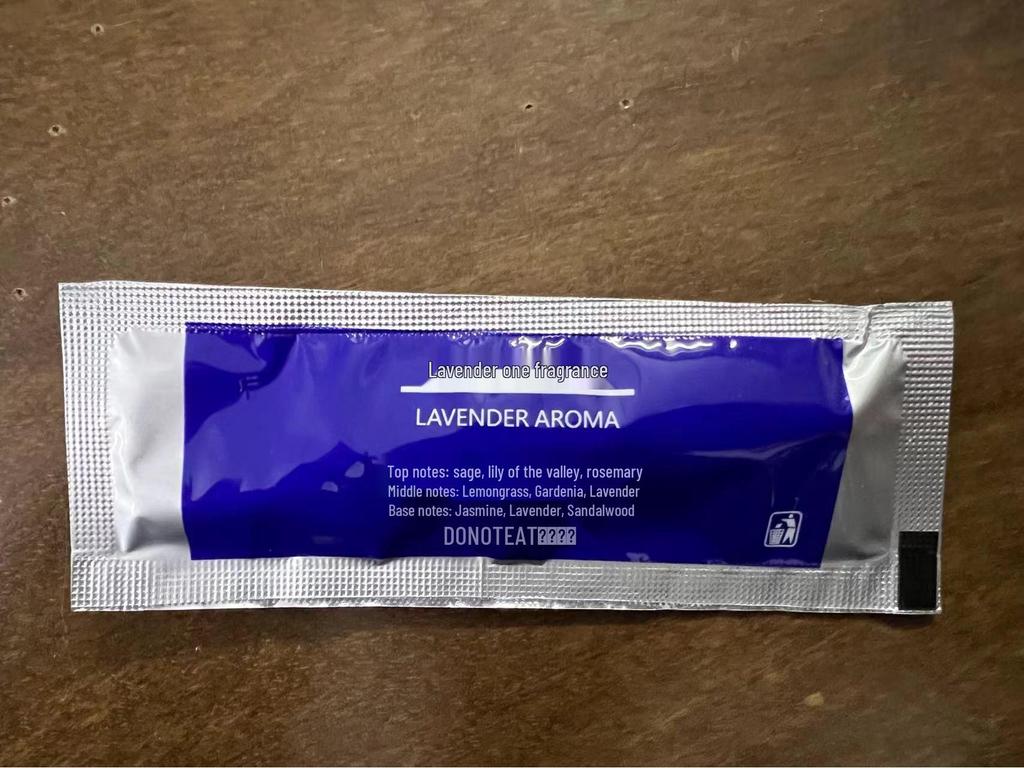 Lavender one fragrance
LAVENDER AROMA
Top notes: sage, lily of the valley, rosemary
Middle notes: Lemongrass, Gardenia, Lavender
Base notes: Jasmine, Lavender, Sandalwood
DONOTEAT????